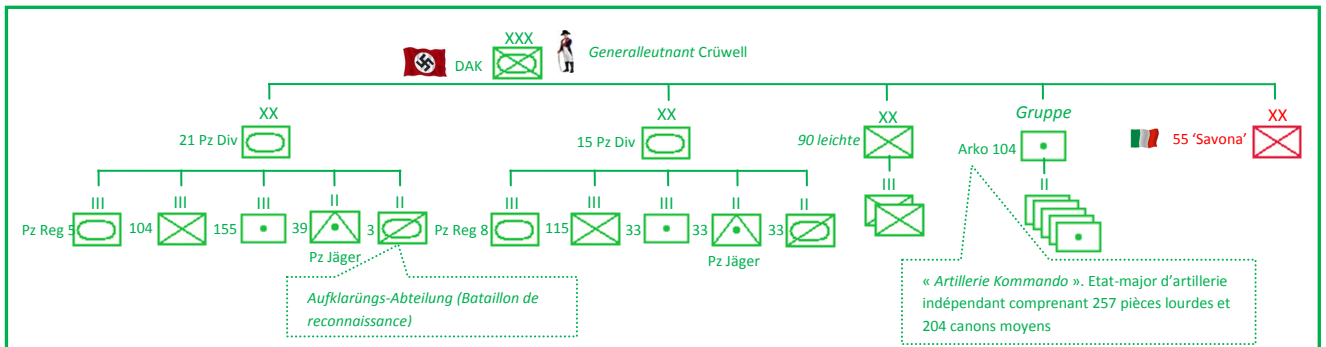 XXX
DAK
Generalleutnant Crüwell
XX
21 Pz Div
XX
15 Pz Div
XX
90 leichte
Gruppe
Arko 104
XX
55 ‘Savona’
III
Pz Reg 5
III
104
III
155
II
39
Pz Jäger
II
3
III
Pz Reg 8
III
115
III
33
II
33
Pz Jäger
II
33
III
II
Aufklarüngs-Abteilung (Bataillon de
reconnaissance)
« Artillerie Kommando ». Etat-major d’artillerie
indépendant comprenant 257 pièces lourdes et
204 canons moyens